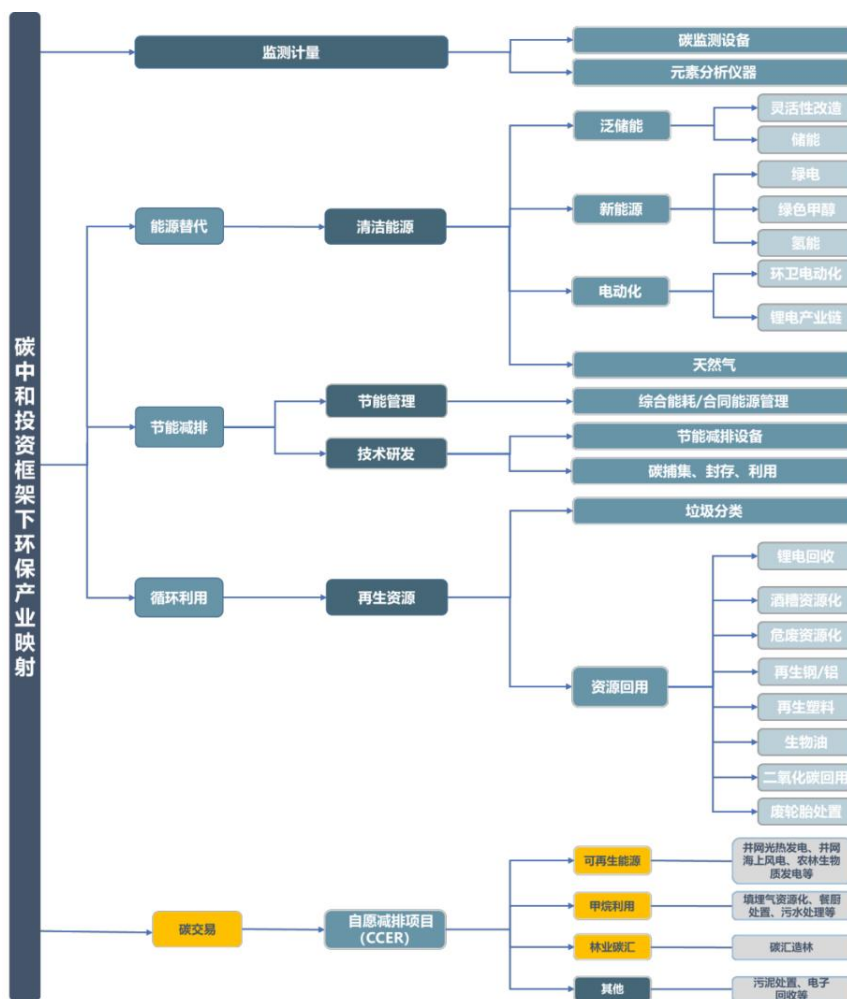 碳中和投资框架下环保产业映射
监测计量
碳监测设备
元素分析仪器
能源替代
清洁能源
泛储能
灵活性改造
储能
新能源
绿电
绿色甲醇
氢能
电动化
环卫电动化
锂电产业链
天然气
节能减排
节能管理
综合能耗/合同能源管理
技术研发
节能减排设备
碳捕集、封存、利用
循环利用
再生资源
垃圾分类
资源回用
锂电回收
酒糟资源化
危废资源化
再生钢/铝
再生塑料
生物油
二氧化碳回用
废轮胎处置
碳交易
自愿减排项目
(CCER)
可再生能源
并网光热发电、并网
海上风电、农林生物
质发电等
甲烷利用
填埋气资源化、餐厨
处置、污水处理等
林业碳汇
碳汇造林
其他
污泥处置、电子
回收等